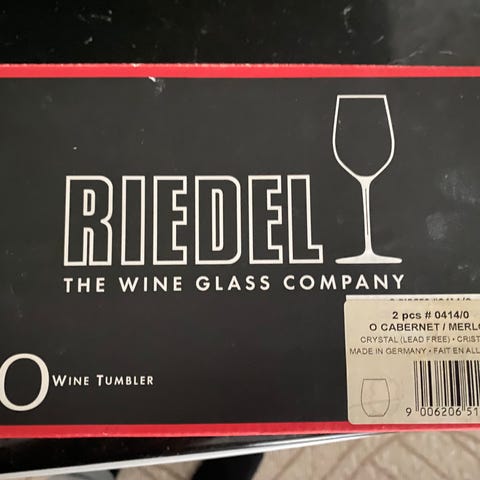 RIEDEL
THE WINE GLASS COMPANY
2 pcs # 0414/0
O CABERNET / MERLO
CRYSTAL (LEAD FREE) • CRIST
MADE IN GERMANY • FAIT EN ALL
9 006206 51
O WINE TUMBLER